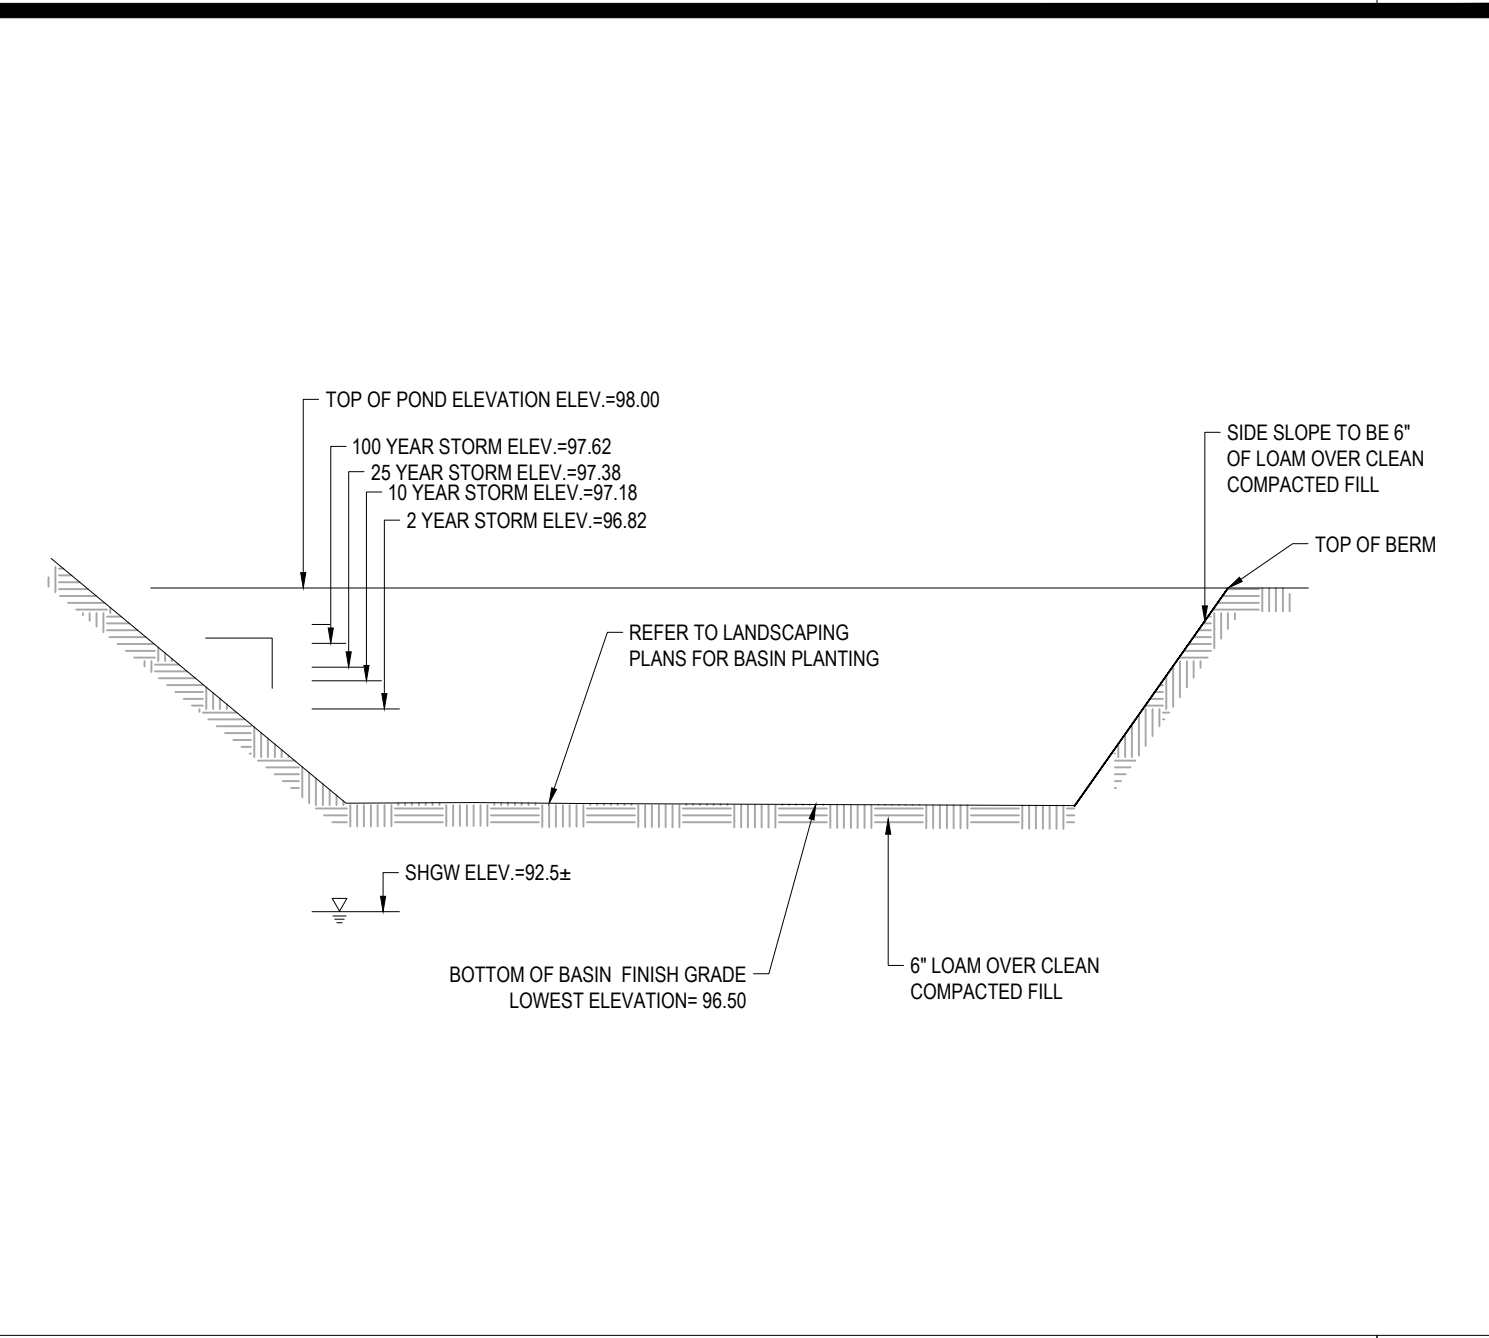 TOP OF POND ELEVATION ELEV.=98.00
100 YEAR STORM ELEV.=97.62
25 YEAR STORM ELEV.=97.38
10 YEAR STORM ELEV.=97.18
2 YEAR STORM ELEV.=96.82
SIDE SLOPE TO BE 6"
OF LOAM OVER CLEAN
COMPACTED FILL
TOP OF BERM
REFER TO LANDSCAPING
PLANS FOR BASIN PLANTING
SHGW ELEV.=92.5±
BOTTOM OF BASIN  FINISH GRADE
LOWEST ELEVATION= 96.50
6" LOAM OVER CLEAN
COMPACTED FILL